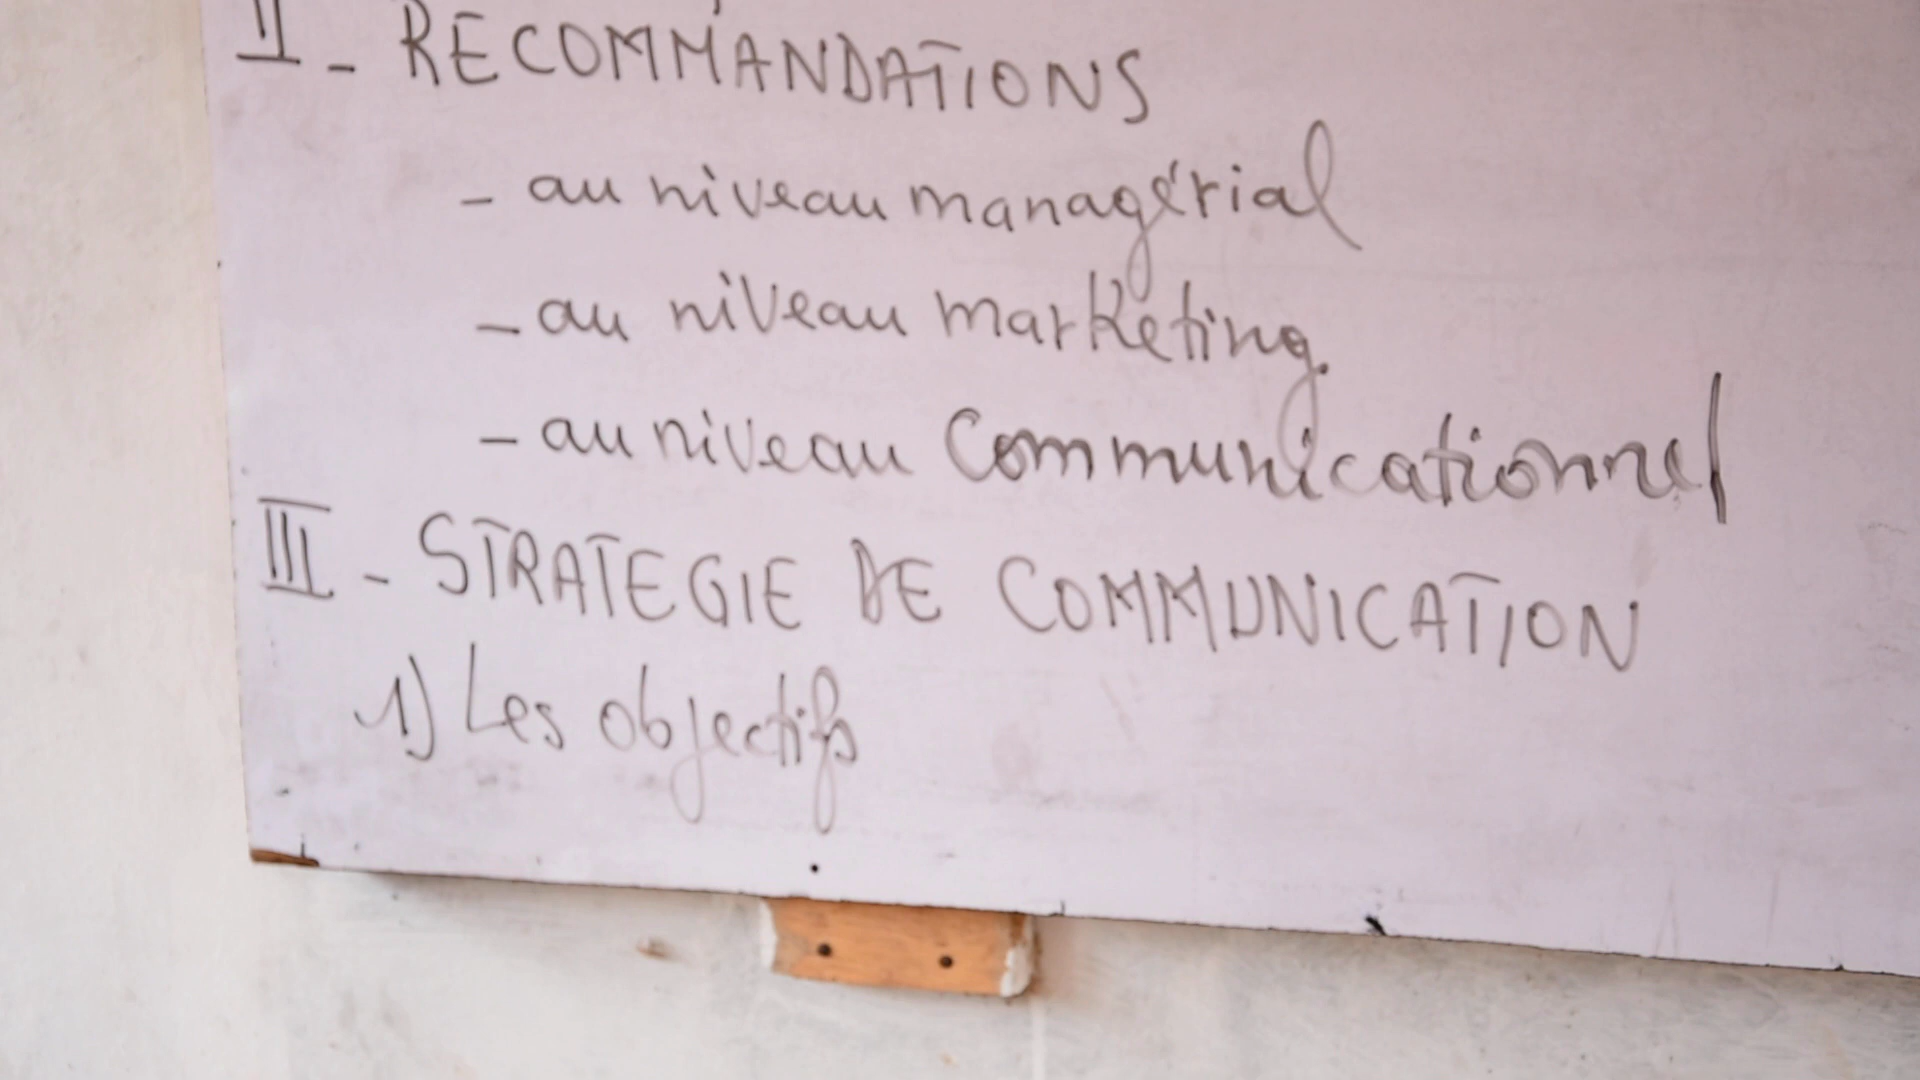 II - RECOMMANDATIONS
- au niveau managérial
- au niveau marketing.
- au niveau Communicationnel
III - STRATEGIE DE COMMUNICATION
1) Les objectifs